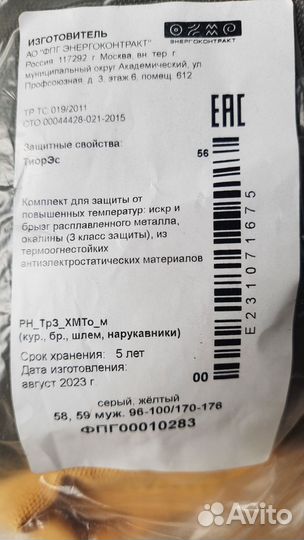 ИЗГОТОВИТЕЛЬ
АО "ФПГ ЭНЕРГОКОНТРАКТ"
ЭНЕРГОКОНТРАКТ
Россия 117292 г. Москва, вн. тер. г.
муниципальный округ Академический, ул
Профсоюзная, д. 3, этаж 6, помещ. 612
ТР ТС 019/2011
СТО 00044428-021-2015
ЕАС
Защитные свойства:
ТиорЭс
56
Комплект для защиты от
повышенных температур: искр и
брызг расплавленного металла,
окалины (3 класс защиты), из
термоогнестойких
антиэлектростатических материалов
E231071675
РН_Тр3_ХМТо_м
(кур., бр., шлем, нарукавники)
Срок хранения: 5 лет
Дата изготовления:
август 2023 г.
00
серый, жёлтый
58, 59 муж. 96-100/170-176
ФПГ00010283
Avito